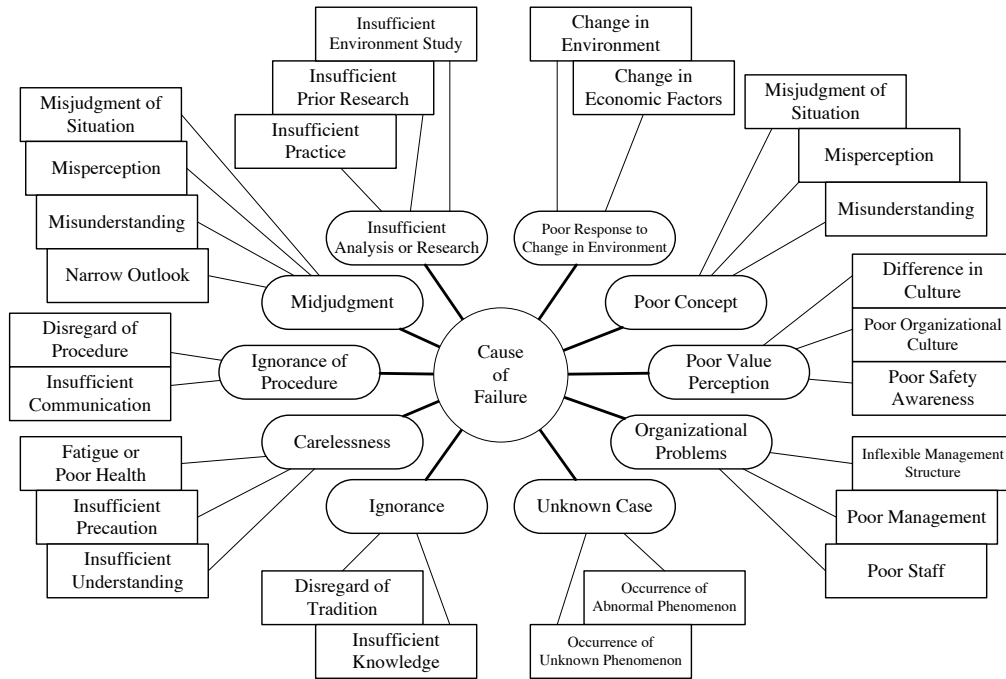 Insufficient
Environment Study
Change in
Environment
Insufficient
Prior Research
Change in
Economic Factors
Misjudgment of
Situation
Insufficient
Practice
Misjudgment of
Situation
Misperception
Misperception
Misunderstanding
Misunderstanding
Narrow Outlook
Insufficient
Analysis or Research
Poor Response to
Change in Environment
Midjudgment
Poor Concept
Difference in
Culture
Disregard of
Procedure
Insufficient
Communication
Ignorance of
Procedure
Cause
of
Failure
Poor Value
Perception
Poor Organizational
Culture
Poor Safety
Awareness
Carelessness
Organizational
Problems
Fatigue or
Poor Health
Insufficient
Precaution
Insufficient
Understanding
Inflexible Management
Structure
Poor Management
Poor Staff
Ignorance
Unknown Case
Disregard of
Tradition
Insufficient
Knowledge
Occurrence of
Abnormal Phenomenon
Occurrence of
Unknown Phenomenon